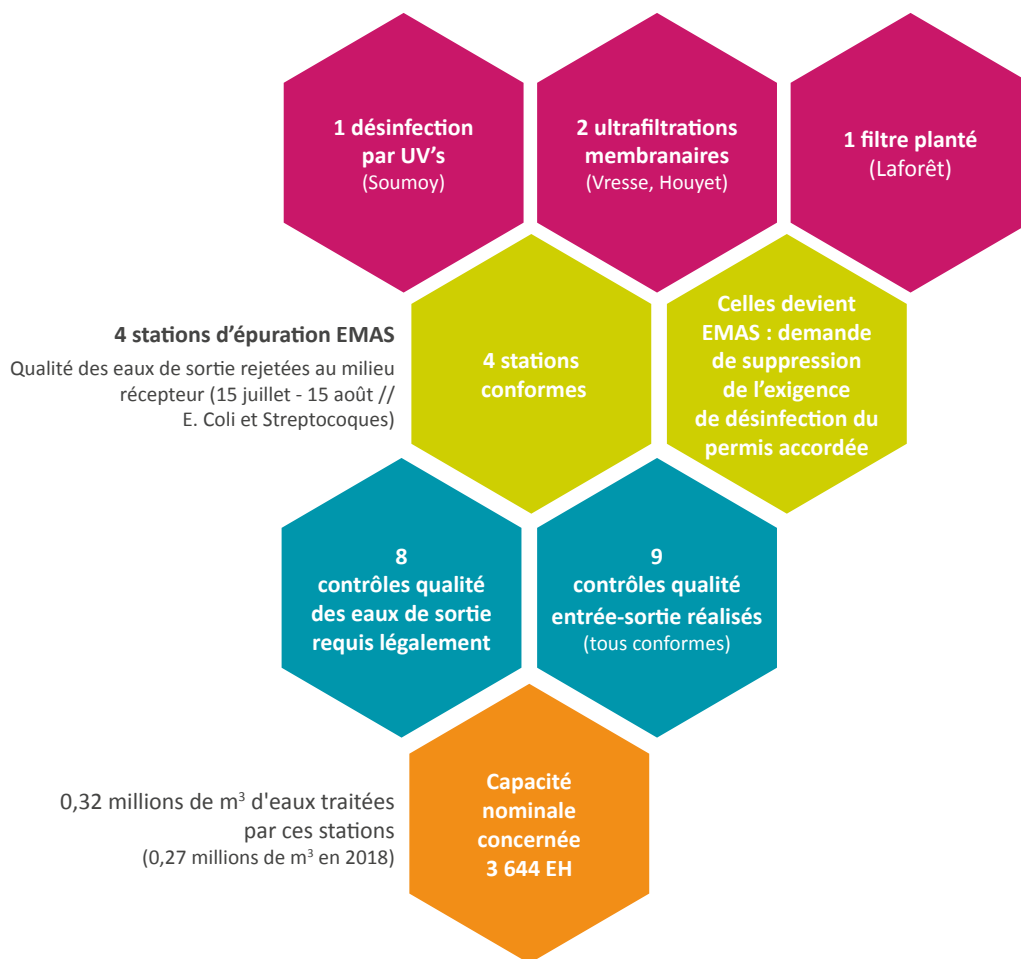 1 désinfection
par UV's
(Soumoy)
2 ultrafiltrations
membranaires
(Vresse, Houyet)
1 filtre planté
(Laforêt)
4 stations d'épuration EMAS
Qualité des eaux de sortie rejetées au milieu
récepteur (15 juillet - 15 août //
E. Coli et Streptocoques)
4 stations
conformes
Celles devient
EMAS : demande
de suppression
de l'exigence
de désinfection du
permis accordée
8
contrôles qualité
des eaux de sortie
requis légalement
9
contrôles qualité
entrée-sortie réalisés
(tous conformes)
0,32 millions de m³ d'eaux traitées
par ces stations
(0,27 millions de m³ en 2018)
Capacité
nominale
concernée
3 644 EH